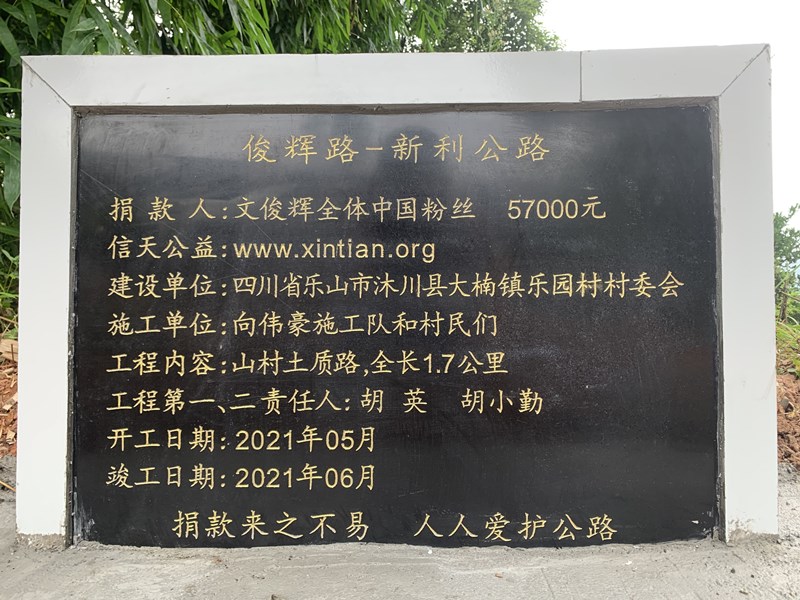 俊辉路-新利公路
捐款人:文俊辉全体中国粉丝 57000元
信天公益:www.xintian.org
建设单位:四川省乐山市沐川县大楠镇乐园村村委会
施工单位:向伟豪施工队和村民们
工程内容:山村土质路,全长1.7公里
工程第一、二责任人:胡英 胡小勤
开工日期:2021年05月
竣工日期:2021年06月
捐款来之不易 人人爱护公路